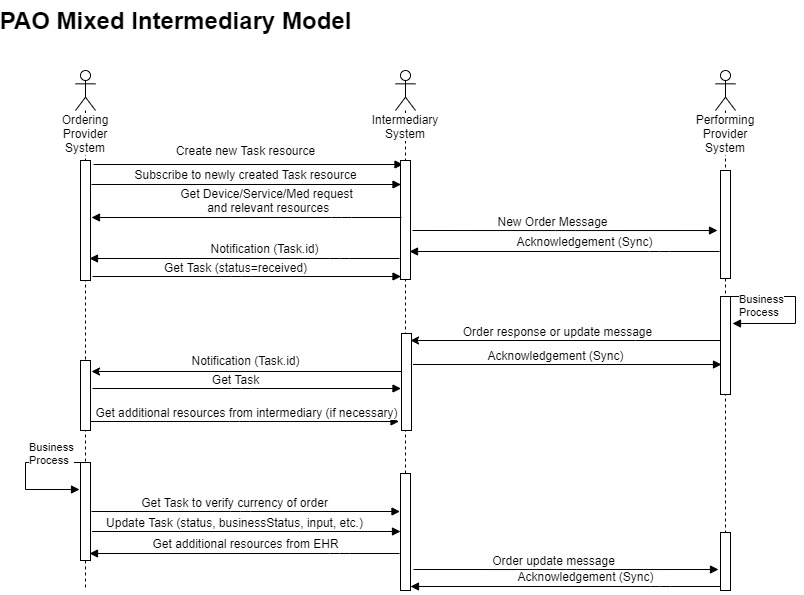 PAO Mixed Intermediary Model
Ordering
Provider
System
Intermediary
System
Performing
Provider
System
Create new Task resource
Subscribe to newly created Task resource
Get Device/Service/Med request
and relevant resources
New Order Message
Acknowledgement (Sync)
Notification (Task.id)
Get Task (status=received)
Business
Process
Order response or update message
Acknowledgement (Sync)
Notification (Task.id)
Get Task
Get additional resources from intermediary (if necessary)
Business
Process
Get Task to verify currency of order
Update Task (status, businessStatus, input, etc.)
Get additional resources from EHR
Order update message
Acknowledgement (Sync)